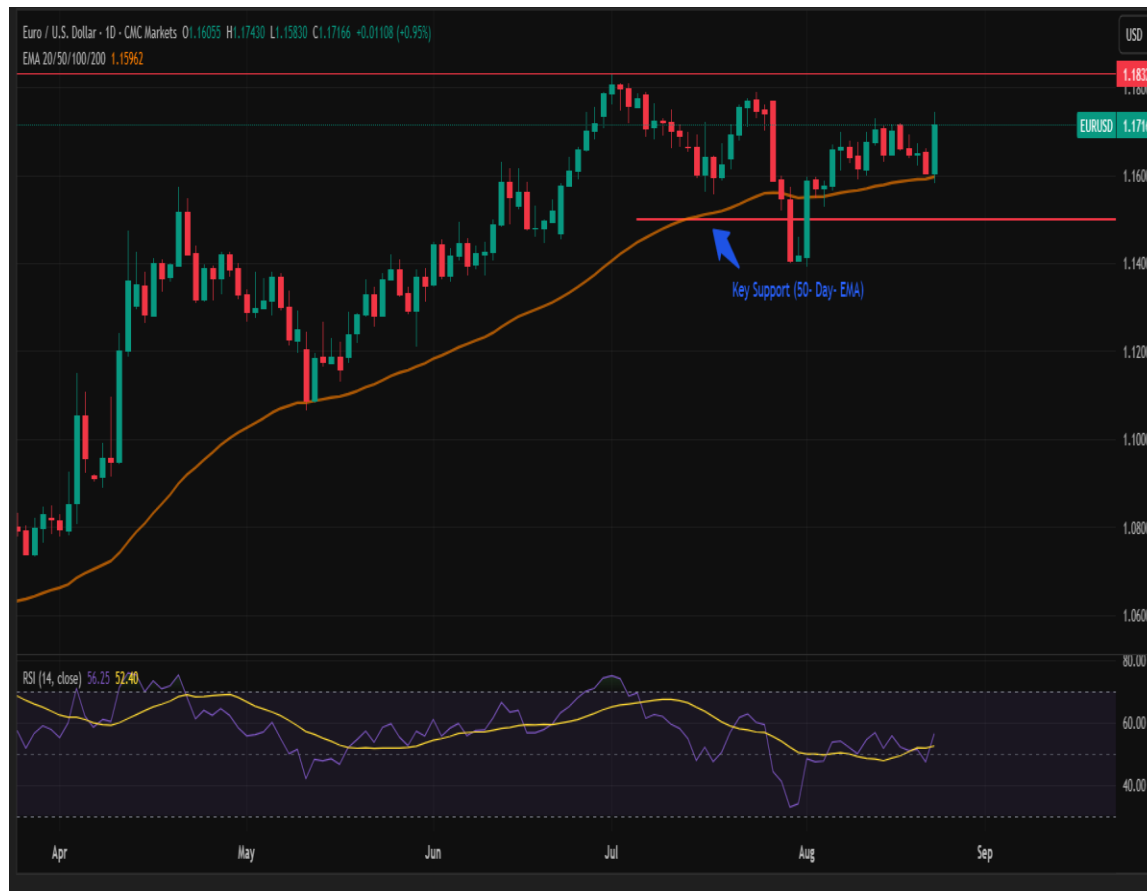 Euro / U.S. Dollar · 1D · CMC Markets O1.16055 H1.17430 L1.15830 C1.17166 +0.01108 (+0.95%)
USD
EMA 20/50/100/200 1.15962
1.183
1.180
EURUSD 1.171
1.160
Key Support (50- Day- EMA)
1.140
1.120
1.100
1.080
1.060
80.00
RSI (14, close) 56.25 52.40
60.00
40.00
Apr May Jun Jul Aug Sep